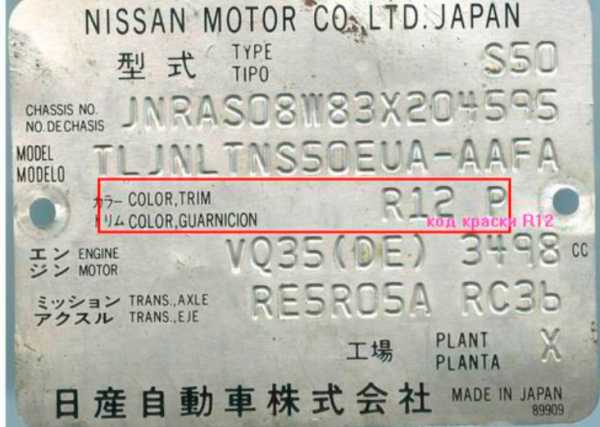 NISSAN MOTOR CO.,LTD.JAPAN
型式 TYPE TIPO S50
CHASSIS NO. NO.DE CHASIS JNRAS08W83X204595
MODEL MODELO TLJNLTNS50EUA-AAFA
カラー COLOR,TRIM R12 P
トリム COLOR,GUARNICION
код краски R12
エンジン ENGINE MOTOR VQ35(DE) 3498 CC
ミッション TRANS.,AXLE RE5R05A RC36
アクスル TRANS.,EJE
工場 PLANT PLANTA X
日産自動車株式会社 MADE IN JAPAN
89909